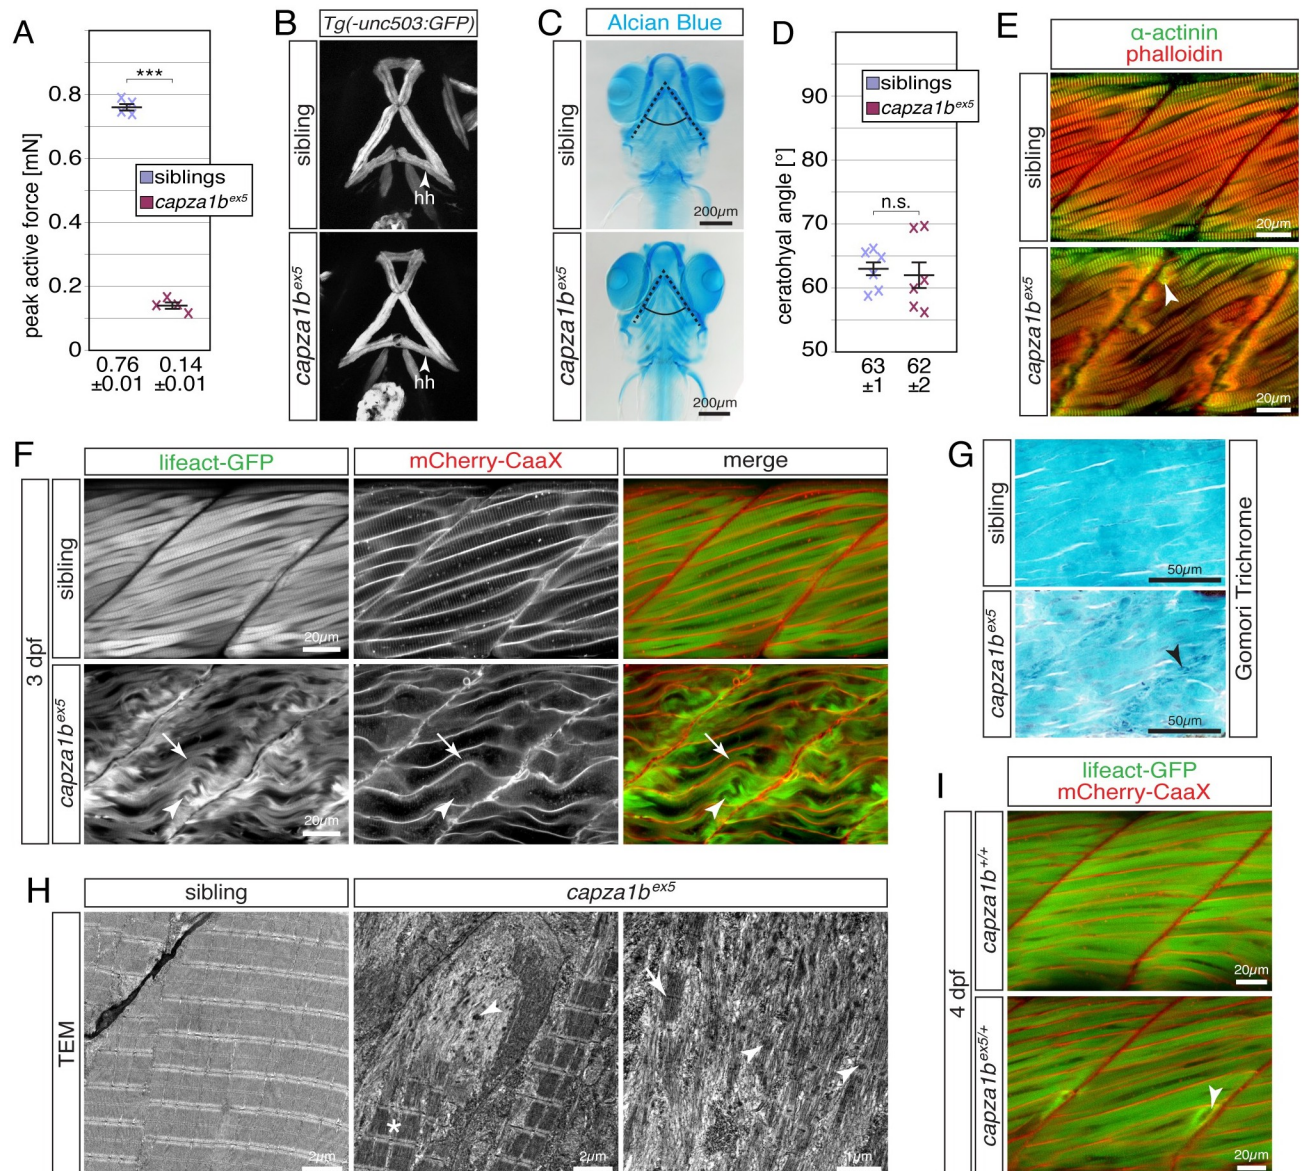 A
peak active force [mN]
0.8
0.6
0.4
0.2
0
***
siblings
capza1b^ex5
0.76
±0.01
0.14
±0.01
B
Tg(-unc503:GFP)
sibling
hh
capza1b^ex5
hh
C
Alcian Blue
sibling
200µm
capza1b^ex5
200µm
D
ceratohyal angle [°]
90
80
70
60
50
siblings
capza1b^ex5
n.s.
63
±1
62
±2
E
α-actinin
phalloidin
sibling
20µm
capza1b^ex5
20µm
F
lifeact-GFP
mCherry-CaaX
merge
3 dpf
sibling
20µm
capza1b^ex5
20µm
G
sibling
50µm
capza1b^ex5
50µm
Gomori Trichrome
H
sibling
capza1b^ex5
TEM
2µm
*
2µm
1µm
I
lifeact-GFP
mCherry-CaaX
4 dpf
capza1b^+/+
20µm
capza1b^ex5/+
20µm